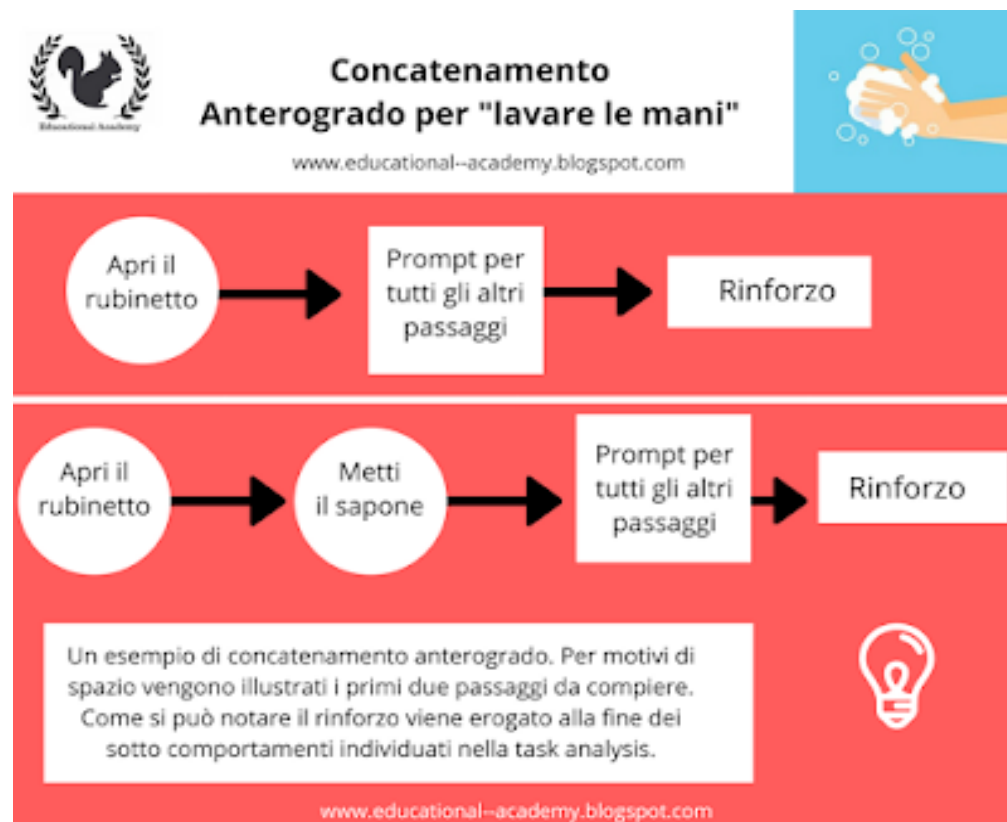 Educational Academy
Concatenamento
Anterogrado per "lavare le mani"
www.educational--academy.blogspot.com
Apri il
rubinetto
Prompt per
tutti gli altri
passaggi
Rinforzo
Apri il
rubinetto
Metti
il sapone
Prompt per
tutti gli altri
passaggi
Rinforzo
Un esempio di concatenamento anterogrado. Per motivi di
spazio vengono illustrati i primi due passaggi da compiere.
Come si può notare il rinforzo viene erogato alla fine dei
sotto comportamenti individuati nella task analysis.
www.educational--academy.blogspot.com